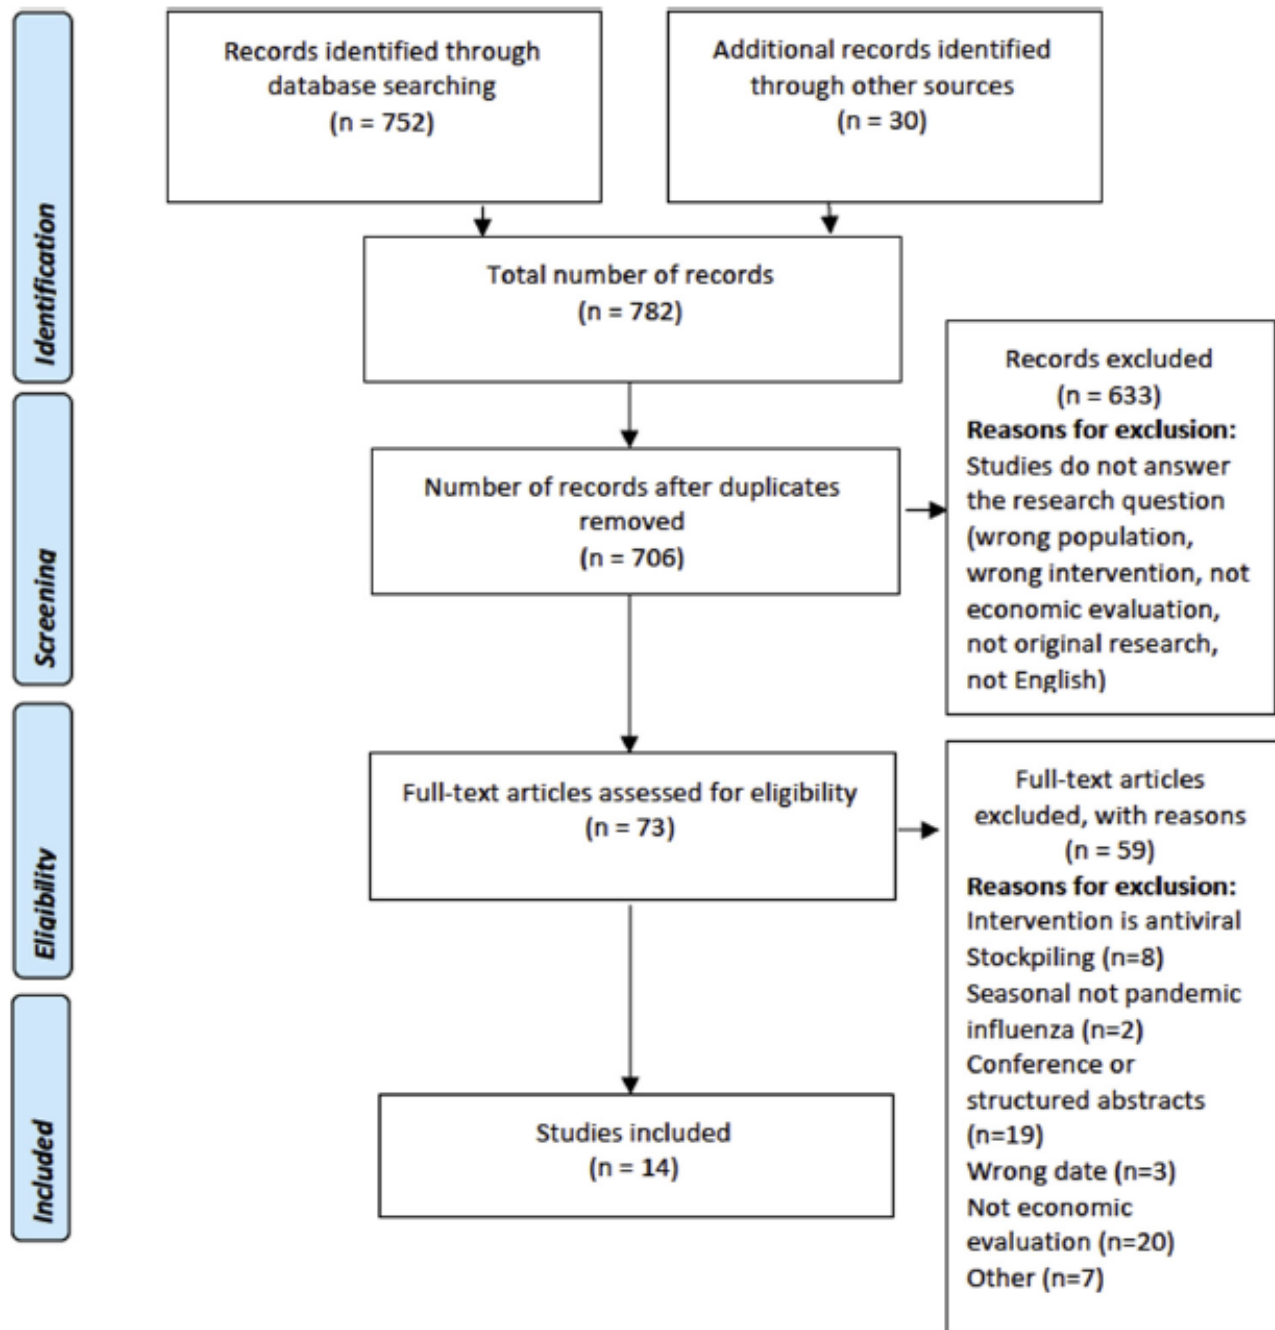 Identification
Records identified through
database searching
(n = 752)
Additional records identified
through other sources
(n = 30)
Total number of records
(n = 782)
Screening
Number of records after duplicates
removed
(n = 706)
Records excluded
(n = 633)
Reasons for exclusion:
Studies do not answer
the research question
(wrong population,
wrong intervention, not
economic evaluation,
not original research,
not English)
Eligibility
Full-text articles assessed for eligibility
(n = 73)
Full-text articles
excluded, with reasons
(n = 59)
Reasons for exclusion:
Intervention is antiviral
Stockpiling (n=8)
Seasonal not pandemic
influenza (n=2)
Conference or
structured abstracts
(n=19)
Wrong date (n=3)
Not economic
evaluation (n=20)
Other (n=7)
Included
Studies included
(n = 14)